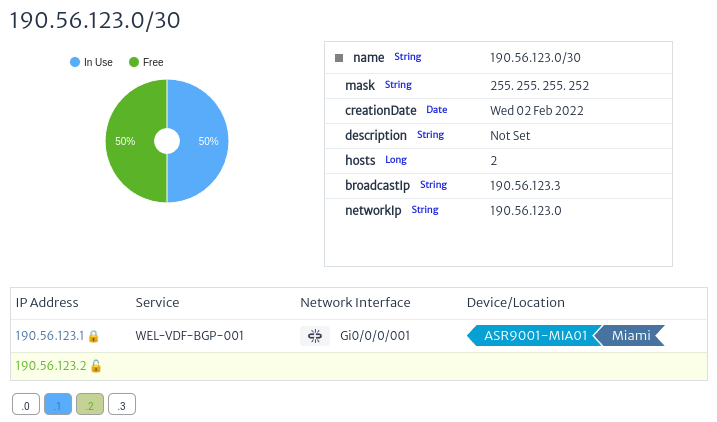 190.56.123.0/30
In Use Free
50% 50%
name String 190.56.123.0/30
mask String 255. 255. 255. 252
creationDate Date Wed 02 Feb 2022
description String Not Set
hosts Long 2
broadcastIp String 190.56.123.3
networkIp String 190.56.123.0
IP Address Service Network Interface Device/Location
190.56.123.1 WEL-VDF-BGP-001 Gi0/0/0/001 ASR9001-MIA01 Miami
190.56.123.2
.0 .1 .2 .3